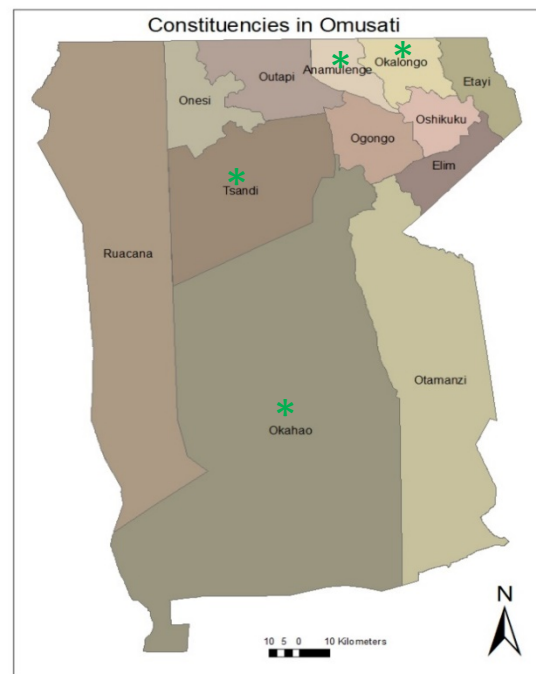 Constituencies in Omusati
Anamulenge
Okalongo
Outapi
Etayi
Onesi
Oshikuku
Ogongo
Elim
Tsandi
Ruacana
Otamanzi
Okahao
N
10 5 0 10 Kilometers